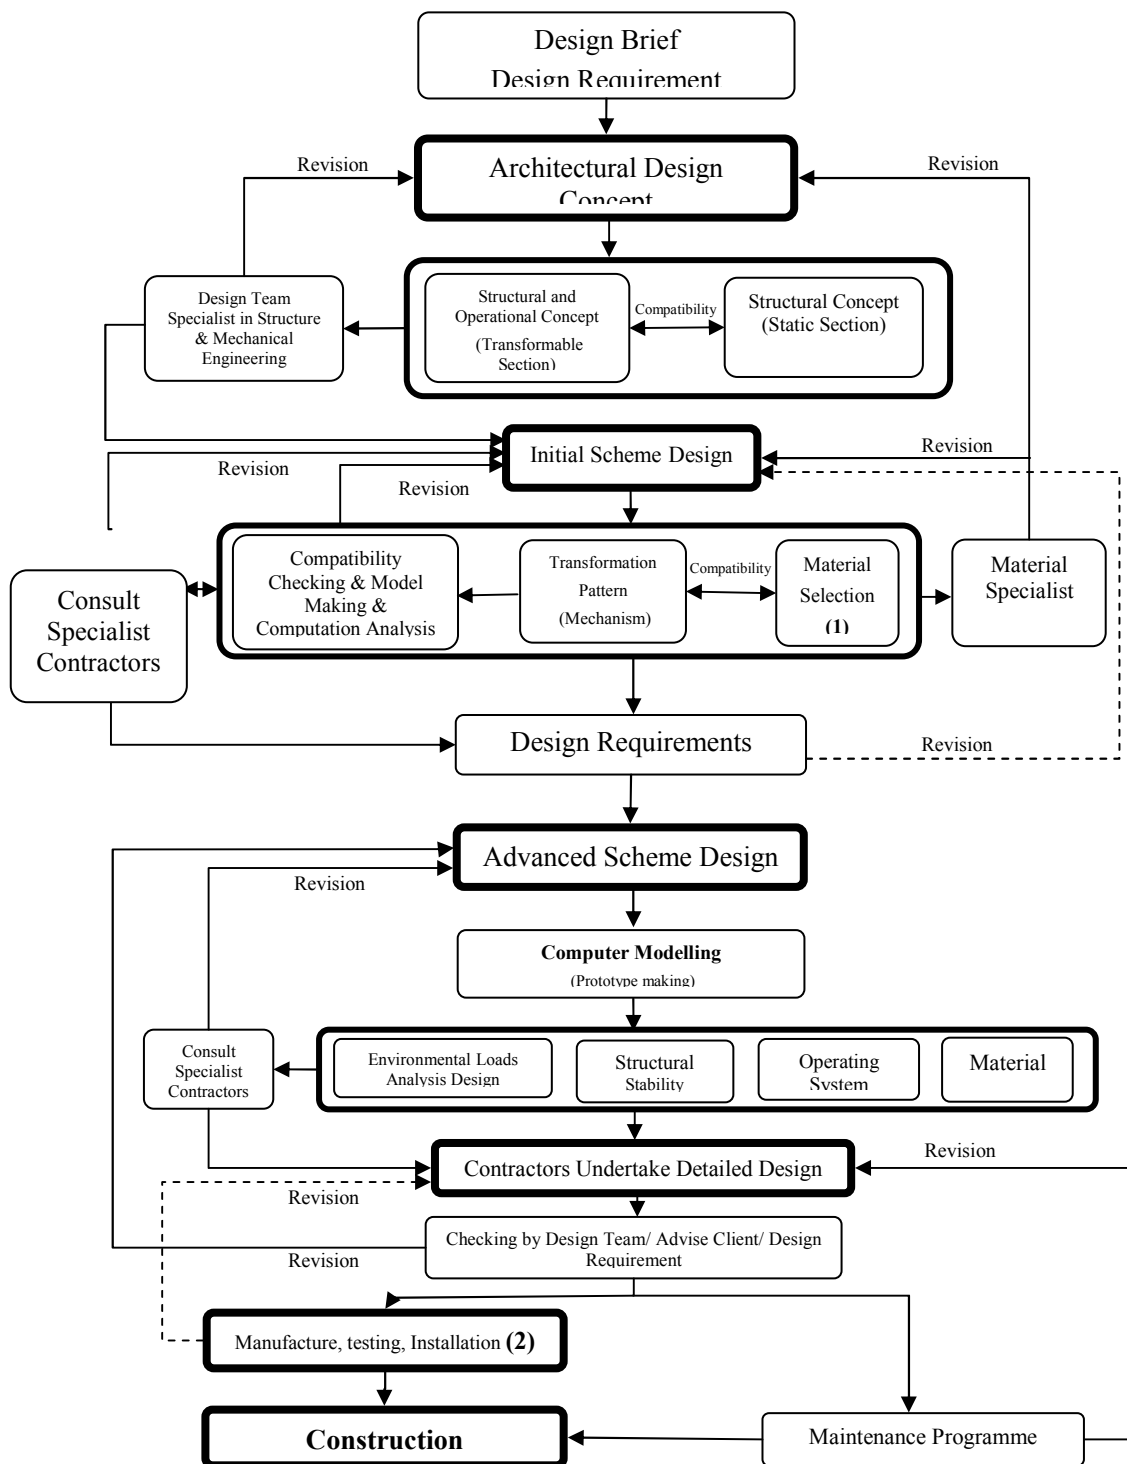 Design Brief
Design Requirement
Revision
Architectural Design
Concept
Revision
Design Team
Specialist in Structure
& Mechanical
Engineering
Structural and
Operational Concept
(Transformable
Section)
Compatibility
Structural Concept
(Static Section)
Initial Scheme Design
Revision
Revision
Revision
Consult
Specialist
Contractors
Compatibility
Checking & Model
Making &
Computation Analysis
Transformation
Pattern
(Mechanism)
Compatibility
Material
Selection
(1)
Material
Specialist
Design Requirements
Revision
Advanced Scheme Design
Revision
Computer Modelling
(Prototype making)
Consult
Specialist
Contractors
Environmental Loads
Analysis Design
Structural
Stability
Operating
System
Material
Contractors Undertake Detailed Design
Revision
Revision
Checking by Design Team/ Advise Client/ Design
Requirement
Revision
Manufacture, testing, Installation (2)
Construction
Maintenance Programme